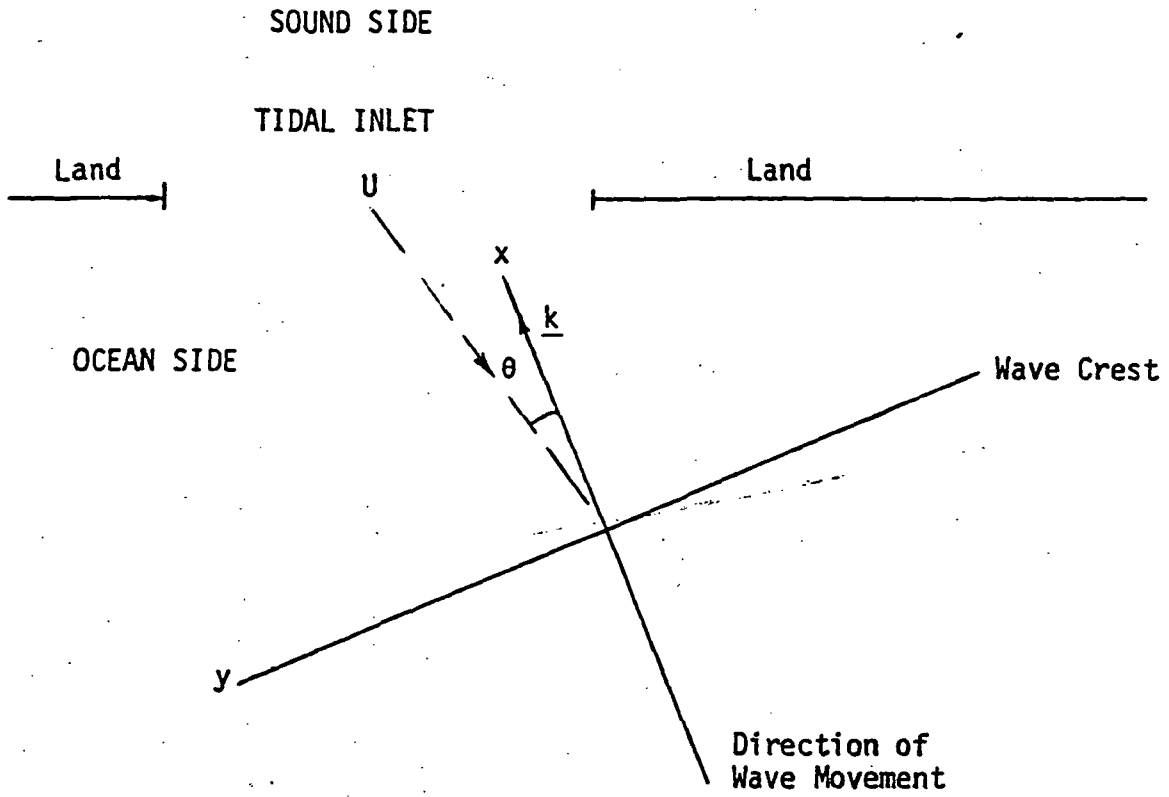 SOUND SIDE
TIDAL INLET
Land
Land
U
x
k
θ
OCEAN SIDE
Wave Crest
y
Direction of
Wave Movement